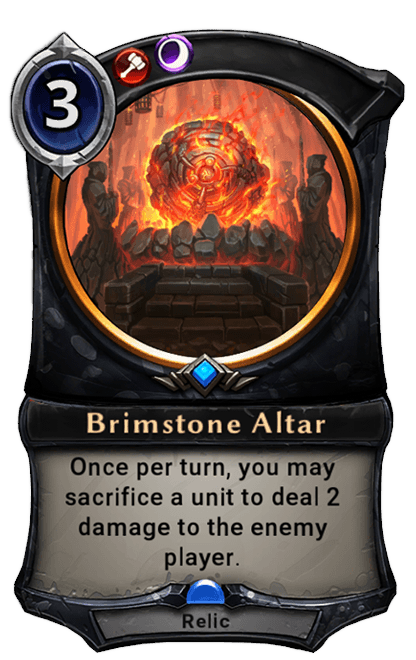 3
Brimstone Altar
Once per turn, you may
sacrifice a unit to deal 2
damage to the enemy
player.
Relic